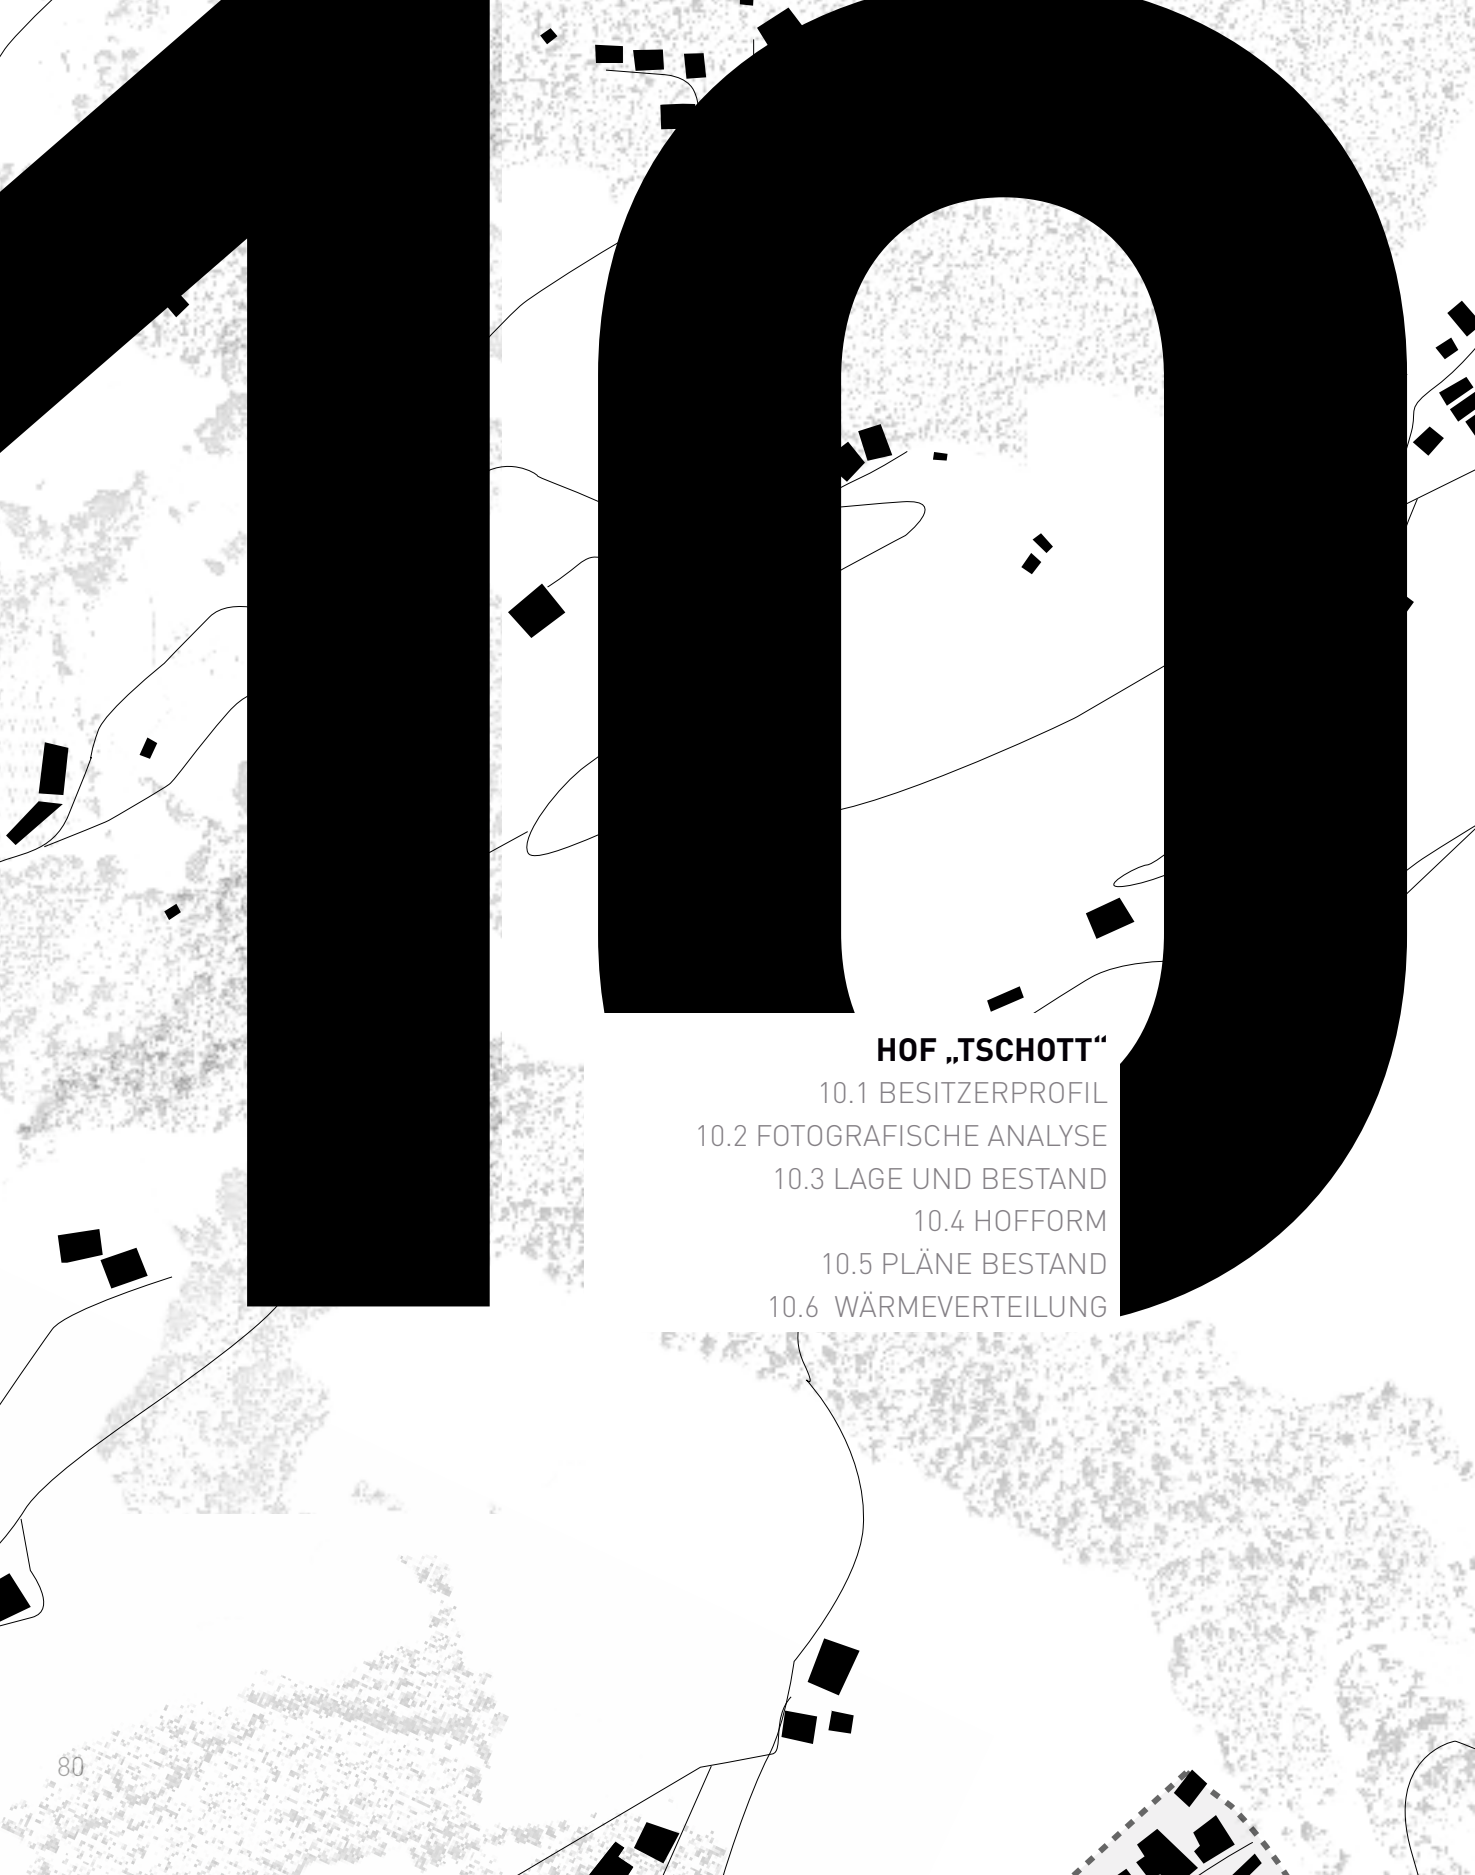 10
HOF „TSCHOTT“
10.1 BESITZERPROFIL
10.2 FOTOGRAFISCHE ANALYSE
10.3 LAGE UND BESTAND
10.4 HOFFORM
10.5 PLÄNE BESTAND
10.6 WÄRMEVERTEILUNG
80